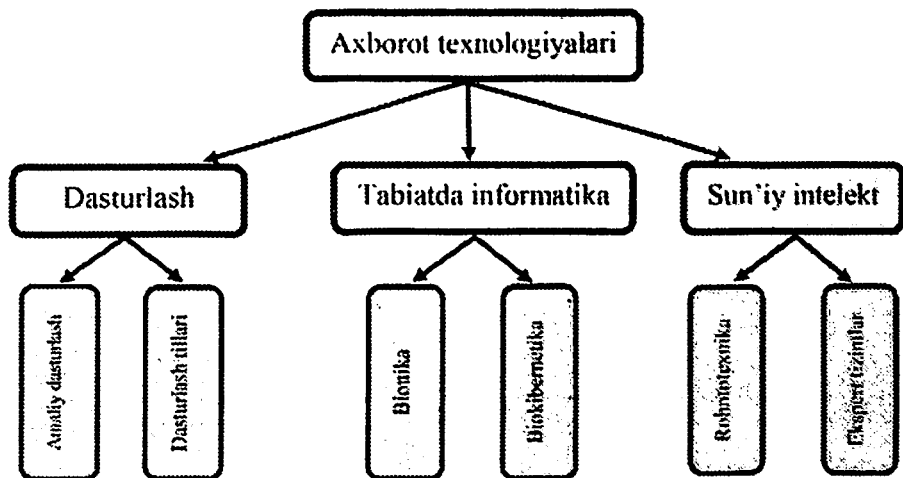 Axborot texnologiyalari
Dasturlash
Tabiatda informatika
Sun'iy intelekt
Amaliy dasturlash
Dasturlash tillari
Bionika
Biokibernetika
Robototexnika
Ekspert tizimlar